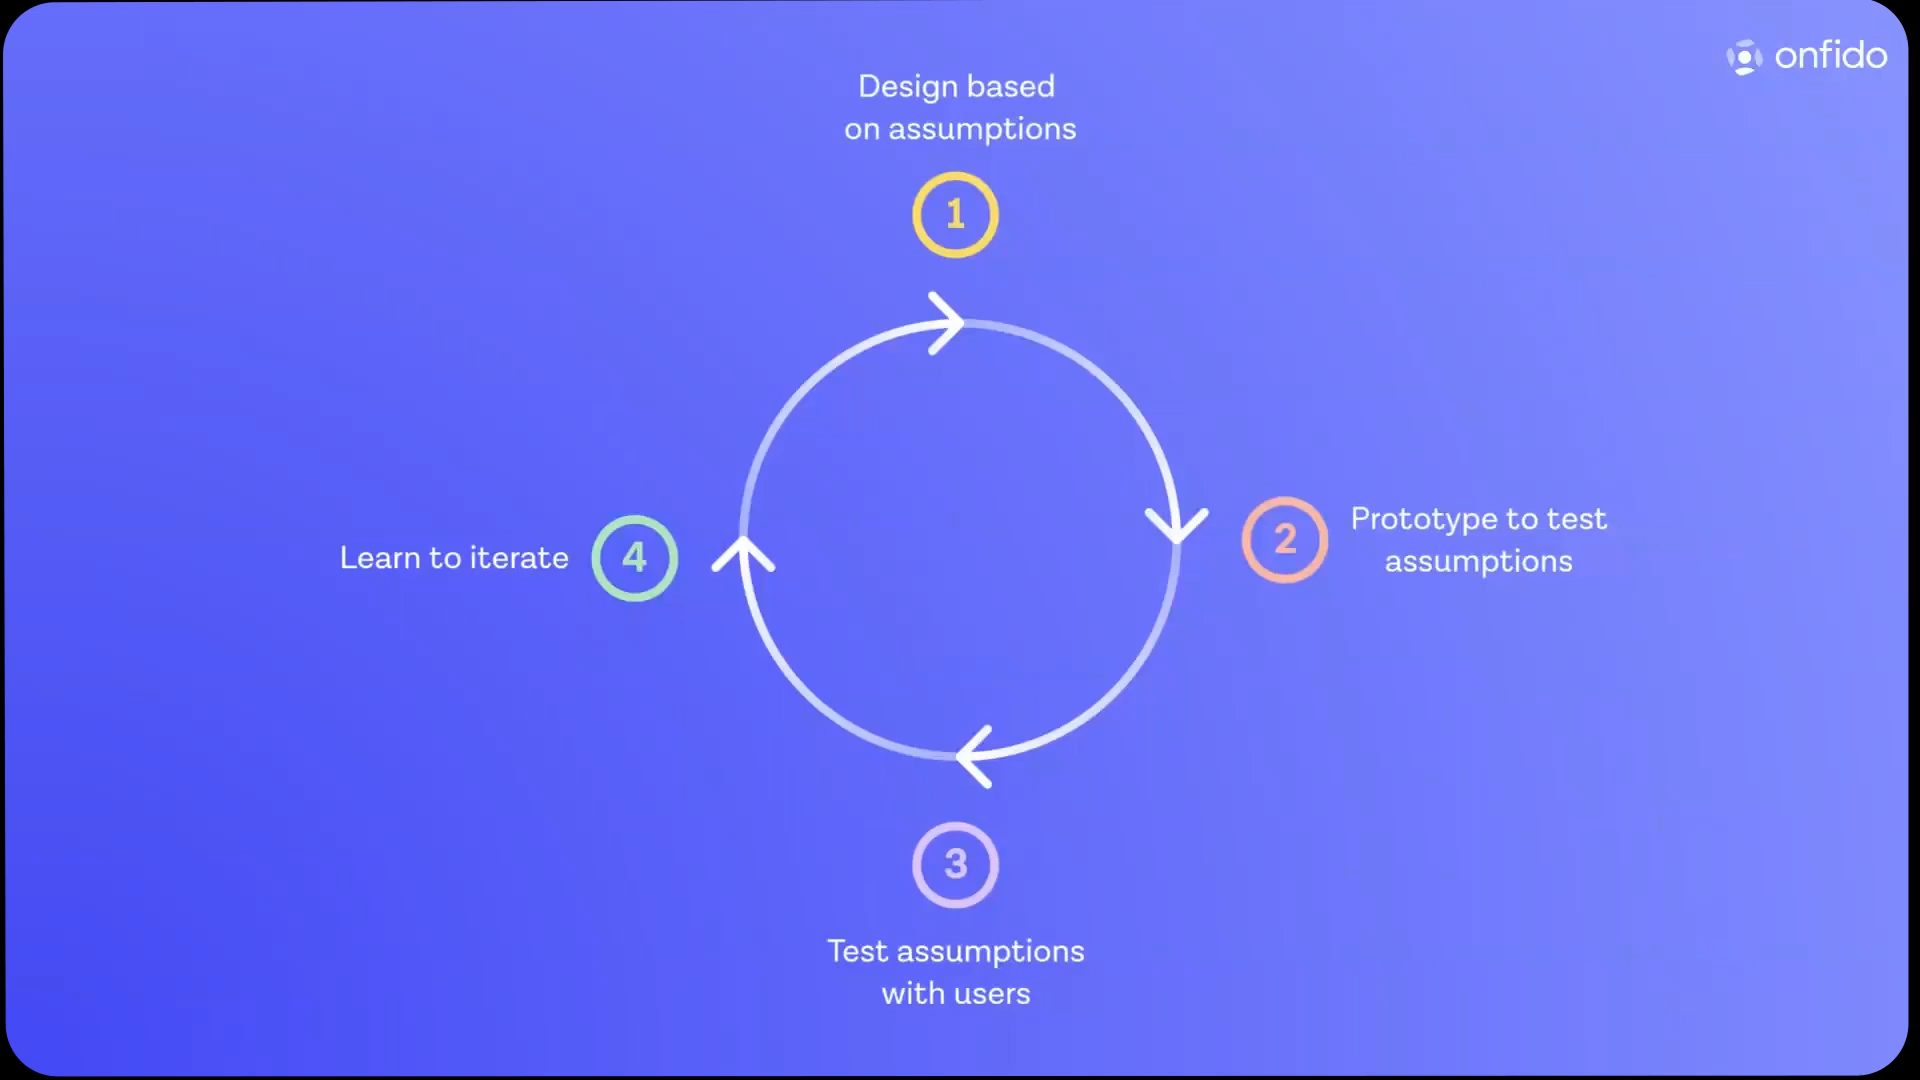 onfido
Design based
on assumptions
1
2
Prototype to test
assumptions
3
Test assumptions
with users
4
Learn to iterate